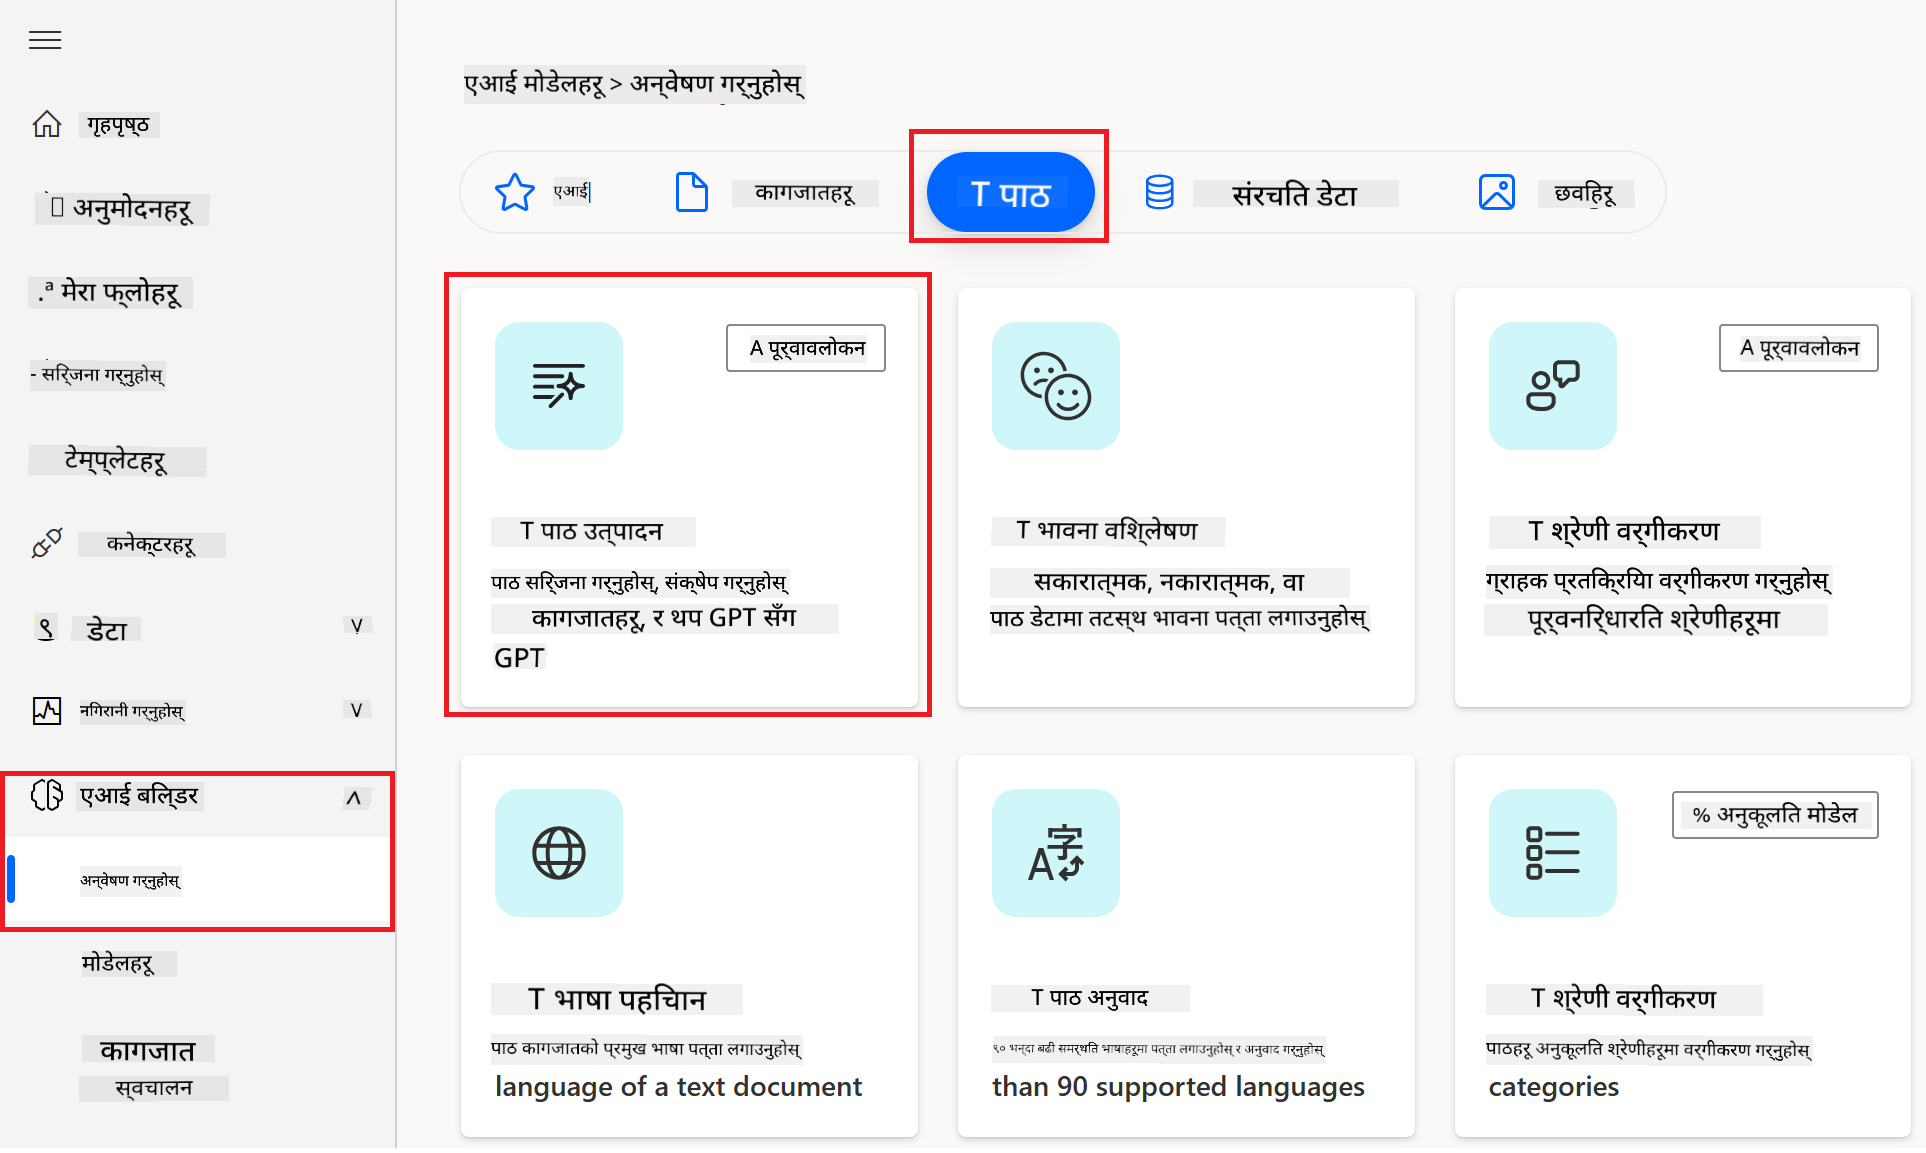 गृहपृष्ठ
अनुमोदनहरू
.ª मेरा फ्लोहरू
- सिर्जना गर्नुहोस्
टेम्प्लेटहरू
कनेक्टरहरू
९ डेटा V
निगरानी गर्नुहोस् V
एआई बिल्डर ^
अन्वेषण गर्नुहोस्
मोडेलहरू
कागजात
स्वचालन
एआई मोडेलहरू > अन्वेषण गर्नुहोस्
एआई|
कागजातहरू
T पाठ
संरचित डेटा
छविहरू
A पूर्वावलोकन
T पाठ उत्पादन
पाठ सिर्जना गर्नुहोस्, संक्षेप गर्नुहोस्
कागजातहरू, र थप GPT सँग
GPT
T भावना विश्लेषण
सकारात्मक, नकारात्मक, वा
पाठ डेटामा तटस्थ भावना पत्ता लगाउनुहोस्
A पूर्वावलोकन
T श्रेणी वर्गीकरण
ग्राहक प्रतिक्रिया वर्गीकरण गर्नुहोस्
पूर्वनिर्धारित श्रेणीहरूमा
T भाषा पहिचान
पाठ कागजातको प्रमुख भाषा पत्ता लगाउनुहोस्
language of a text document
T पाठ अनुवाद
९० भन्दा बढी समर्थित भाषाहरूमा पत्ता लगाउनुहोस् र अनुवाद गर्नुहोस्
than 90 supported languages
% अनुकूलित मोडेल
T श्रेणी वर्गीकरण
पाठहरू अनुकूलित श्रेणीहरूमा वर्गीकरण गर्नुहोस्
categories